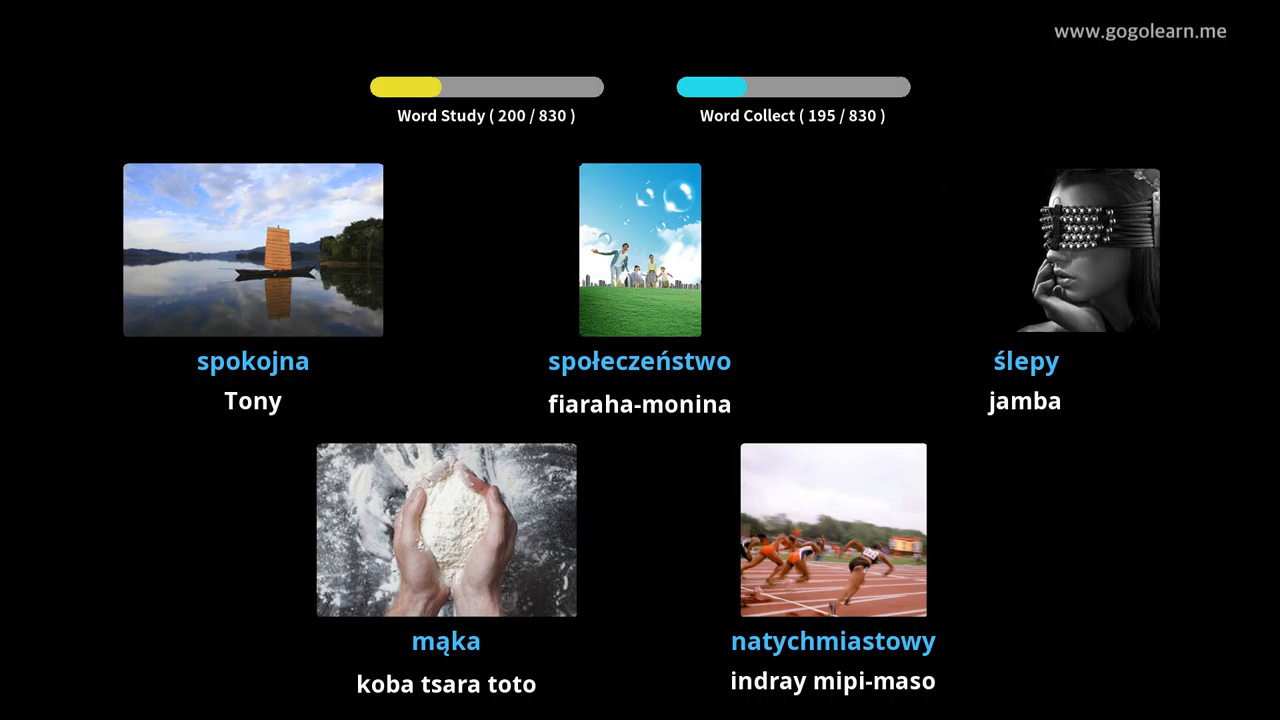 www.gogolearn.me
Word Study ( 200 / 830 )
Word Collect ( 195 / 830 )
spokojna
Tony
społeczeństwo
fiaraha-monina
ślepy
jamba
mąka
koba tsara toto
natychmiastowy
indray mipi-maso